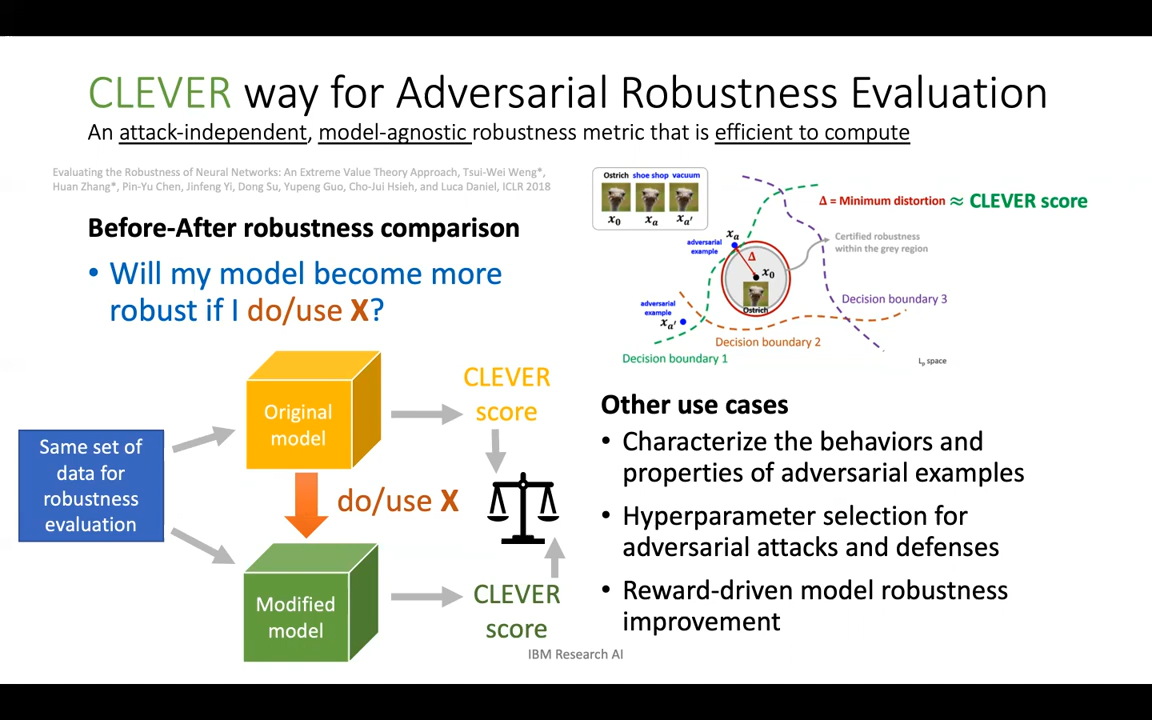 CLEVER way for Adversarial Robustness Evaluation
An attack-independent, model-agnostic robustness metric that is efficient to compute
Evaluating the Robustness of Neural Networks: An Extreme Value Theory Approach, Tsui-Wei Weng*,
Huan Zhang*, Pin-Yu Chen, Jinfeng Yi, Dong Su, Yupeng Guo, Cho-Jui Hsieh, and Luca Daniel, ICLR 2018
Before-After robustness comparison
• Will my model become more
robust if I do/use X?
Same set of
data for
robustness
evaluation
Original
model
CLEVER
score
do/use X
Modified
model
CLEVER
score
Ostrich shoe shop vacuum
x₀ xₐ xₐ′
Δ = Minimum distortion ≈ CLEVER score
xₐ
adversarial
example
Δ
x₀
Ostrich
Certified robustness
within the grey region
adversarial
example
xₐ′
Decision boundary 3
Decision boundary 2
Decision boundary 1
Lₚ space
Other use cases
• Characterize the behaviors and
properties of adversarial examples
• Hyperparameter selection for
adversarial attacks and defenses
• Reward-driven model robustness
improvement
IBM Research AI